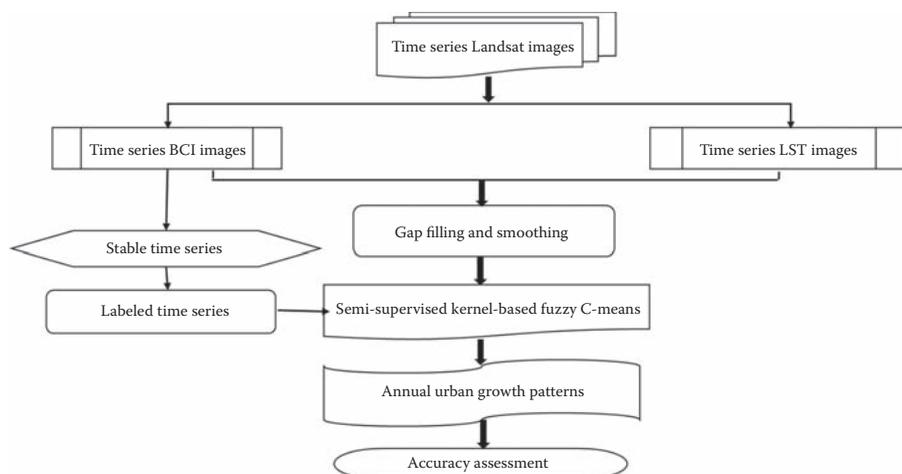 Time series Landsat images
Time series BCI images
Time series LST images
Gap filling and smoothing
Stable time series
Labeled time series
Semi-supervised kernel-based fuzzy C-means
Annual urban growth patterns
Accuracy assessment